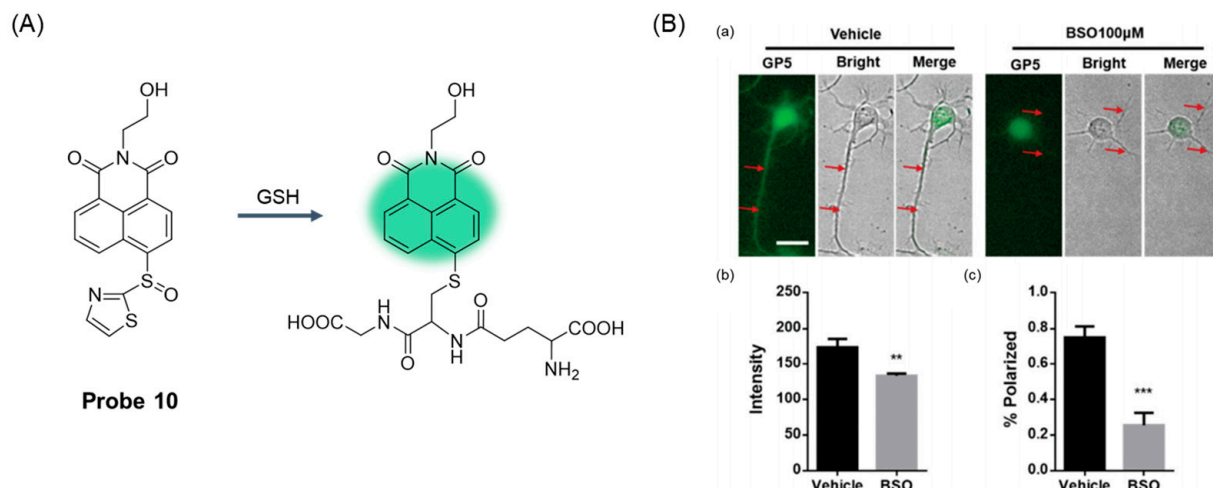 (A)
OH
O N O
GSH
N S O
S
Probe 10
OH
O N O
S
HOOC H N O O N H COOH
NH2
(B)
(a)
Vehicle
BSO100µM
GP5 Bright Merge
GP5 Bright Merge
(b)
250
200
150
100
50
0
Intensity
**
Vehicle BSO
(c)
1.0
0.8
0.6
0.4
0.2
0.0
% Polarized
***
Vehicle BSO